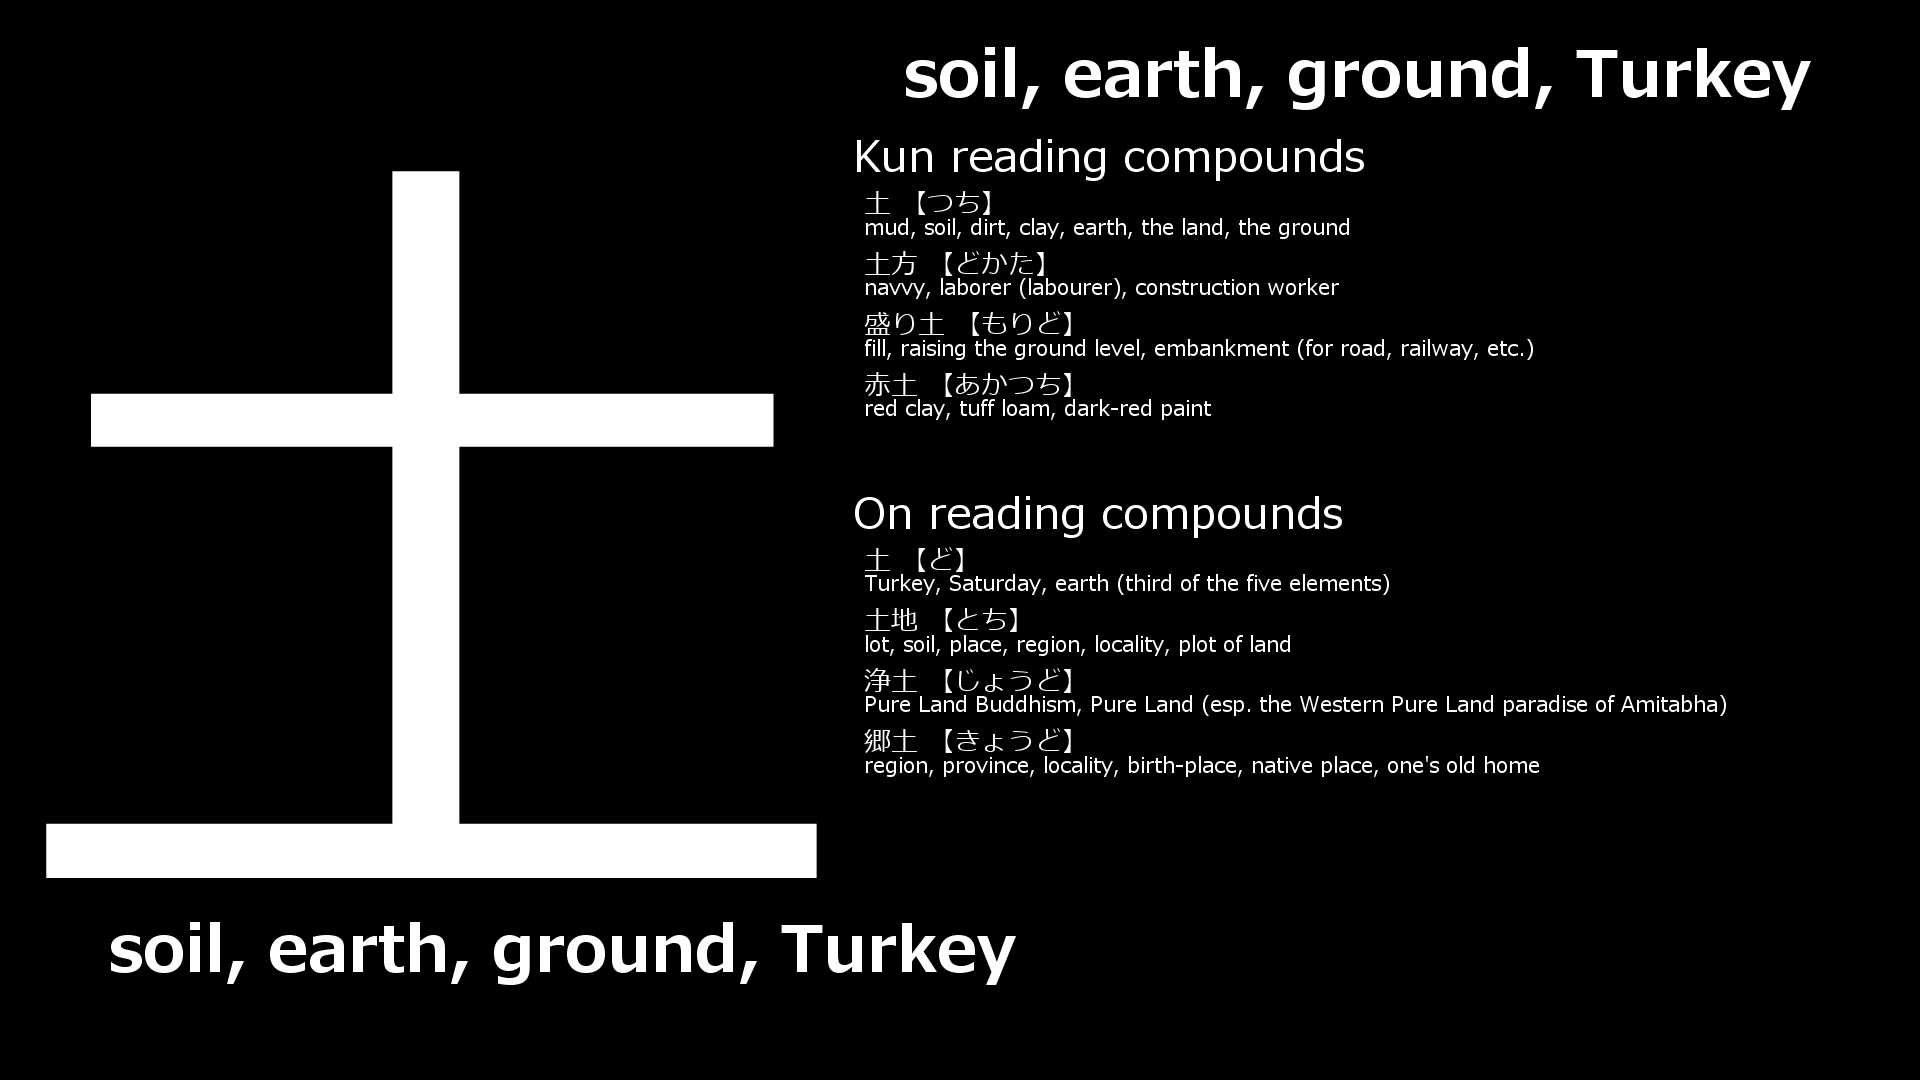 soil, earth, ground, Turkey
土
soil, earth, ground, Turkey
Kun reading compounds
土 【つち】
mud, soil, dirt, clay, earth, the land, the ground
土方 【どかた】
navvy, laborer (labourer), construction worker
盛り土 【もりど】
fill, raising the ground level, embankment (for road, railway, etc.)
赤土 【あかつち】
red clay, tuff loam, dark-red paint
On reading compounds
土 【ど】
Turkey, Saturday, earth (third of the five elements)
土地 【とち】
lot, soil, place, region, locality, plot of land
浄土 【じょうど】
Pure Land Buddhism, Pure Land (esp. the Western Pure Land paradise of Amitabha)
郷土 【きょうど】
region, province, locality, birth-place, native place, one's old home